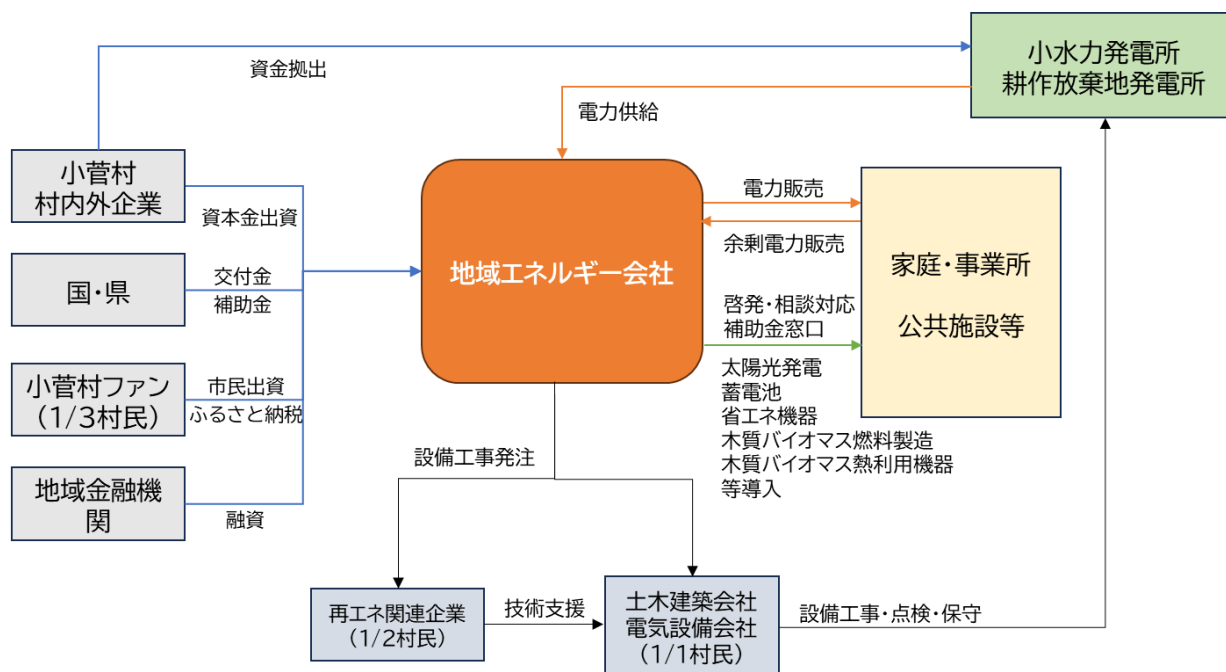 小水力発電所
耕作放棄地発電所
資金拠出
電力供給
小菅村
村内外企業
資本金出資
電力販売
余剰電力販売
地域エネルギー会社
家庭・事業所
公共施設等
国・県
交付金
補助金
啓発・相談対応
補助金窓口
太陽光発電
蓄電池
省エネ機器
木質バイオマス燃料製造
木質バイオマス熱利用機器
等導入
小菅村ファン
(1/3村民)
市民出資
ふるさと納税
地域金融機
関
融資
設備工事発注
再エネ関連企業
(1/2村民)
技術支援
土木建築会社
電気設備会社
(1/1村民)
設備工事・点検・保守